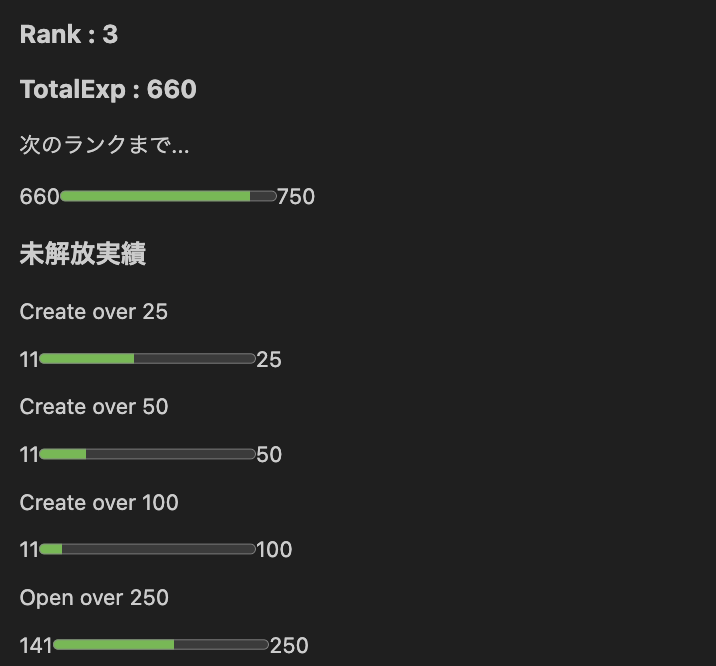 Rank : 3
TotalExp : 660
次のランクまで...
660 750
未解放実績
Create over 25
11 25
Create over 50
11 50
Create over 100
11 100
Open over 250
141 250